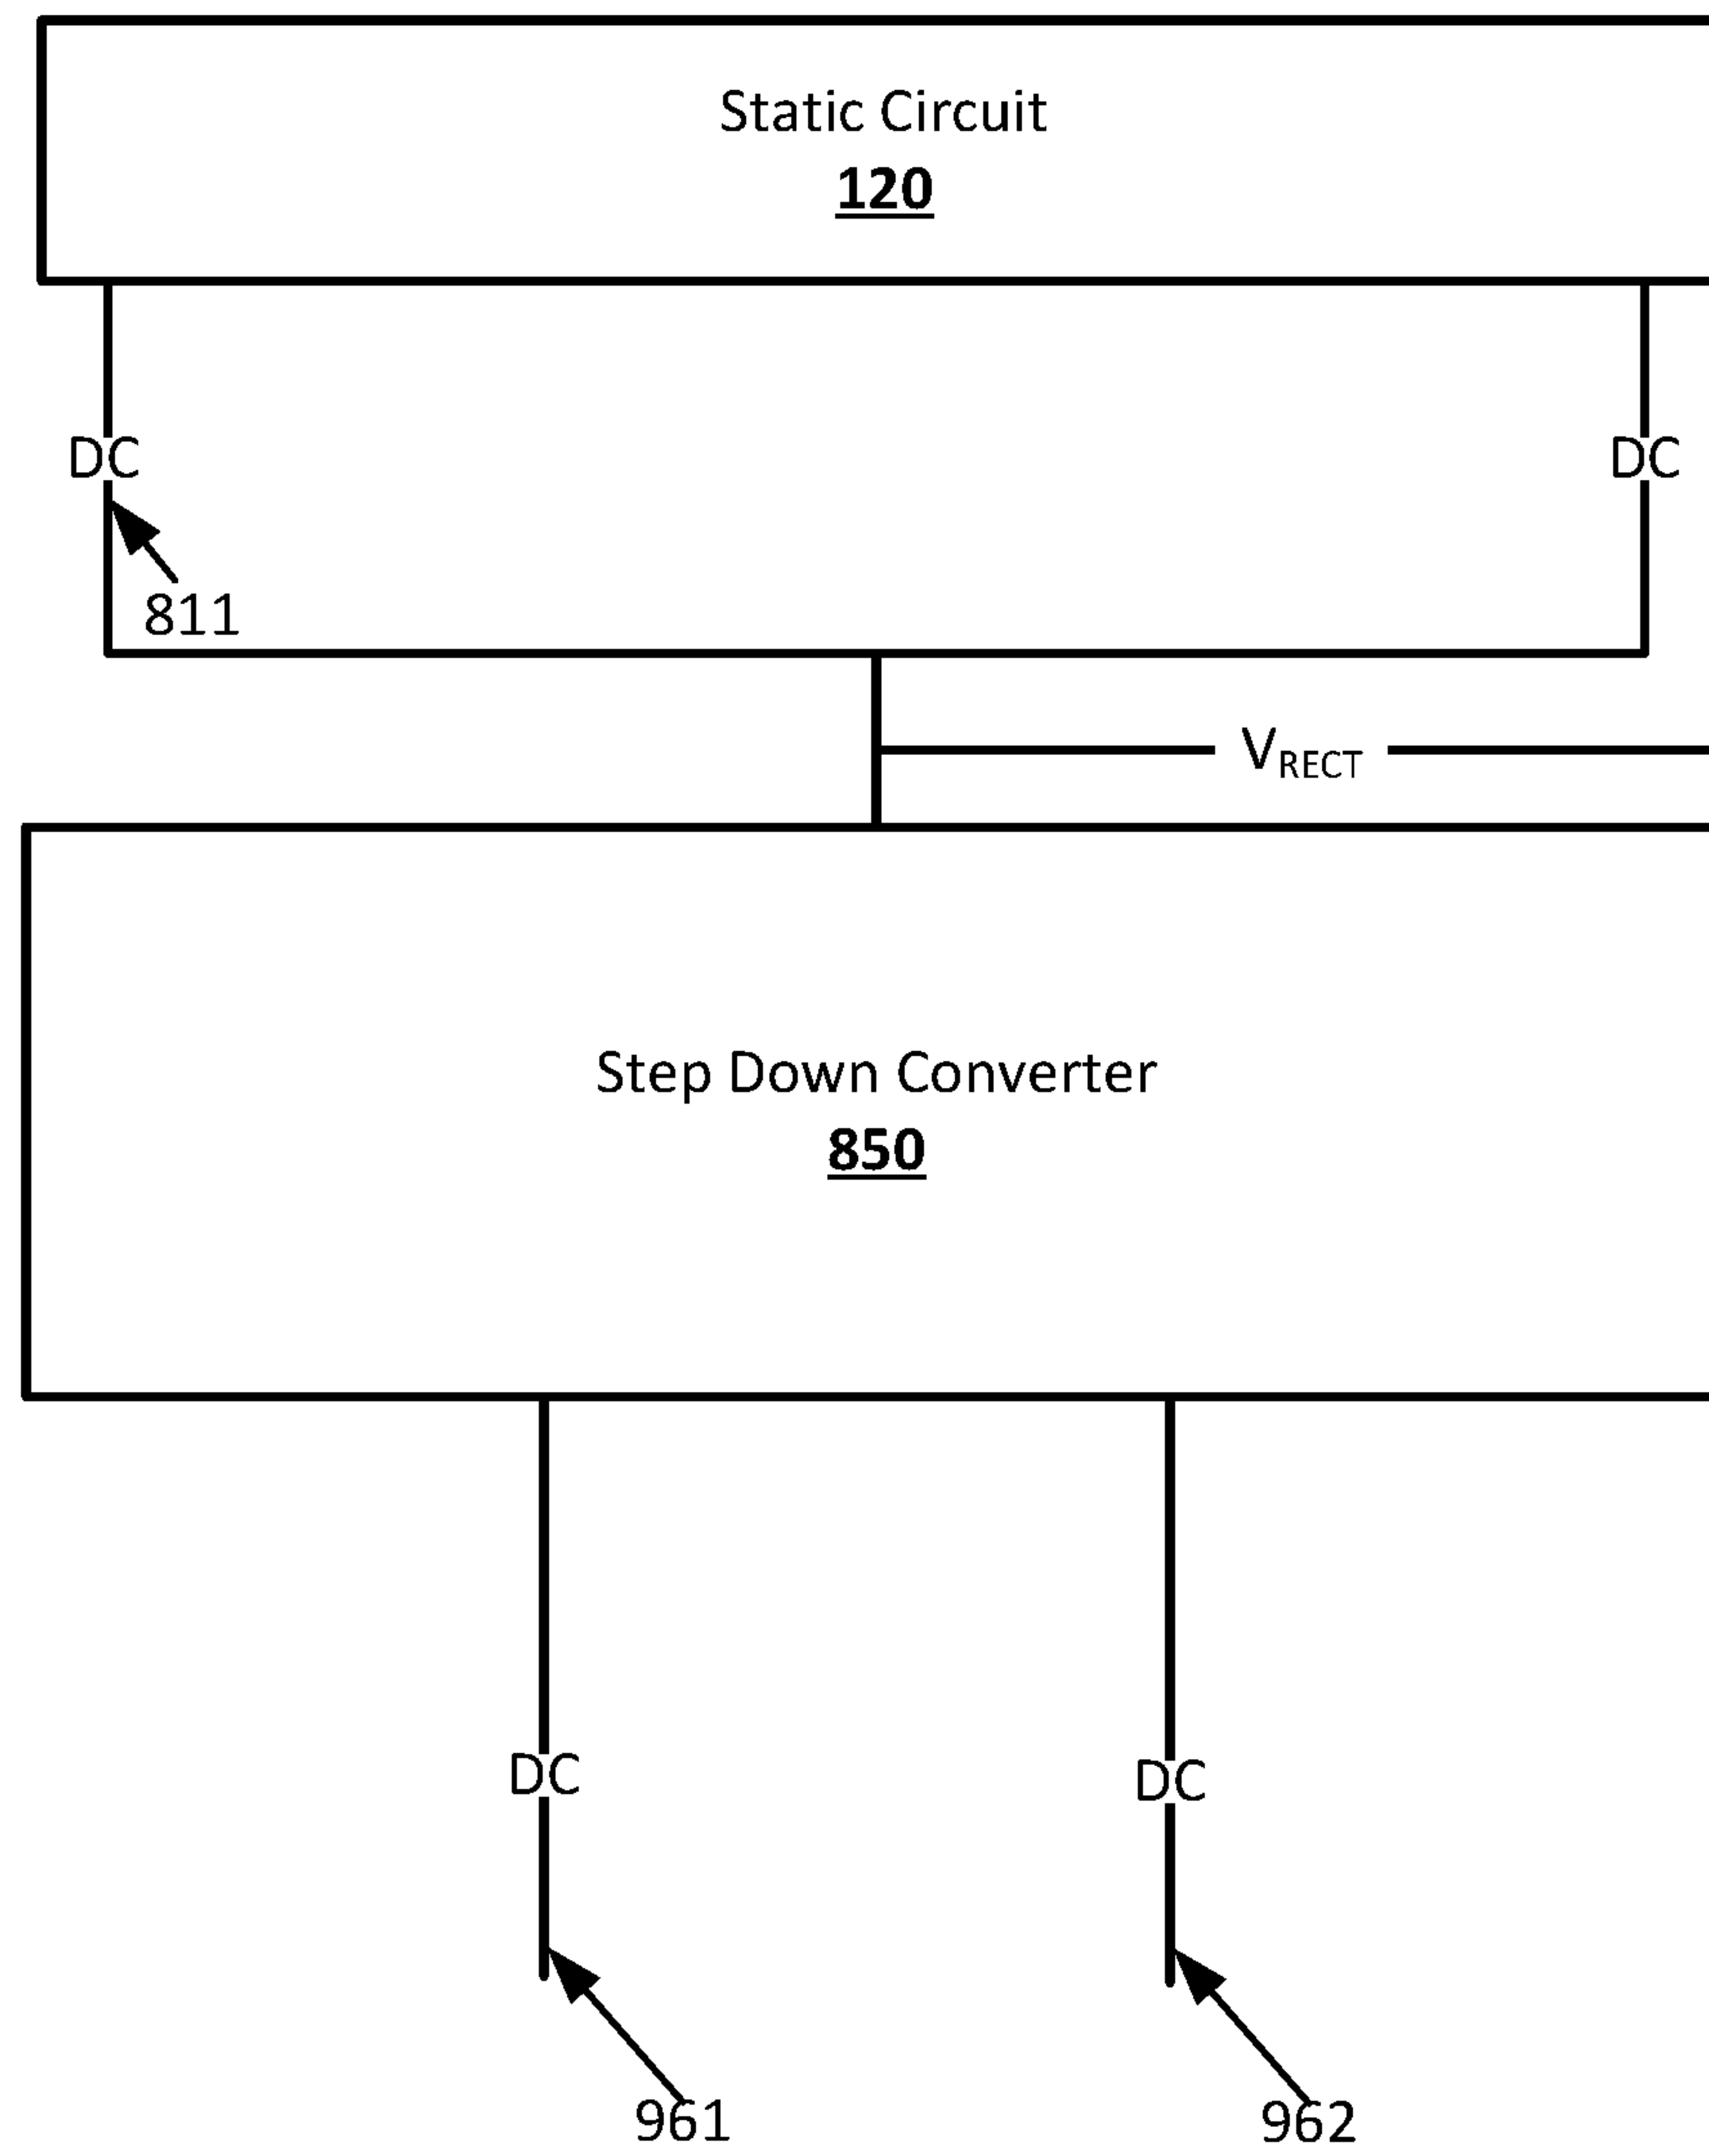 Static Circuit
120
DC
DC
811
VRECT
Step Down Converter
850
DC
DC
961
962